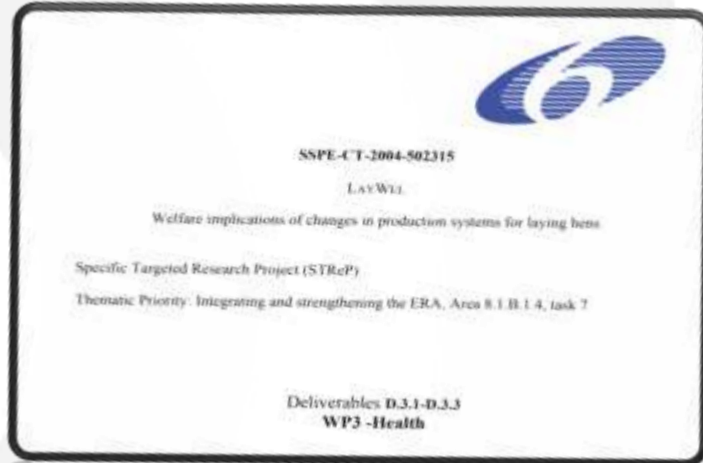 6
SSPE-CT-2004-502315
LAYWEL
Welfare implications of changes in production systems for laying hens
Specific Targeted Research Project (STReP)
Thematic Priority: Integrating and strengthening the ERA, Area 8.1.B.1.4, task 7
Deliverables D.3.1-D.3.3
WP3 -Health